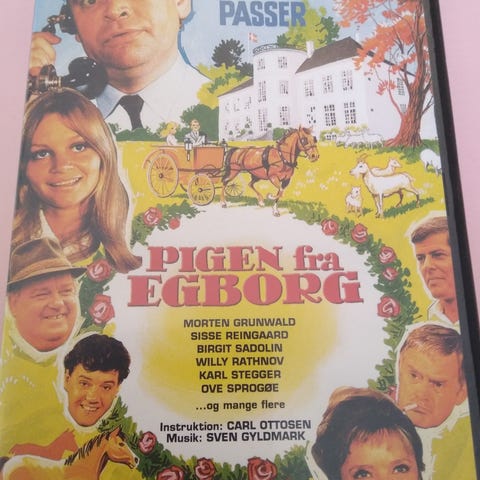 PASSER
PIGEN fra
EGBORG
MORTEN GRUNWALD
SISSE REINGAARD
BIRGIT SADOLIN
WILLY RATHNOV
KARL STEGGER
OVE SPROGØE
...og mange flere
Instruktion: CARL OTTOSEN
Musik: SVEN GYLDMARK